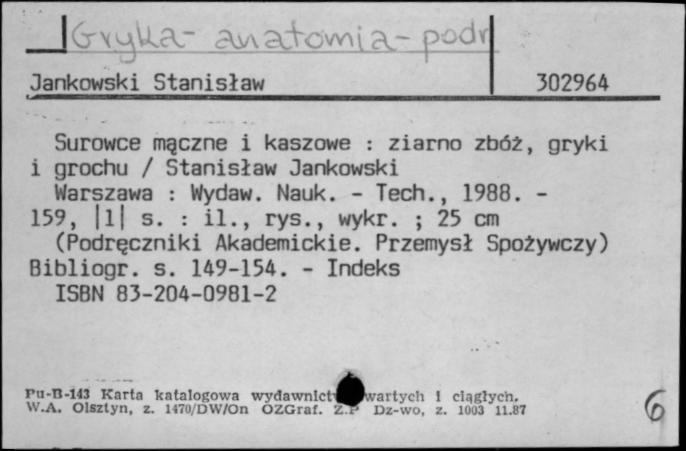 Gryka - anatomia - podr
Jankowski Stanisław 302964
Surowce mączne i kaszowe : ziarno zbóż, gryki
i grochu / Stanisław Jankowski
Warszawa : Wydaw. Nauk. - Tech., 1988. -
159, |1| s. : il., rys., wykr. ; 25 cm
(Podręczniki Akademickie. Przemysł Spożywczy)
Bibliogr. s. 149-154. - Indeks
ISBN 83-204-0981-2
Pu-B-143 Karta katalogowa wydawnict wartych i ciągłych.
W.A. Olsztyn, z. 1470/DW/On OZGraf. Z.P Dz-wo, z. 1003 11.87
6